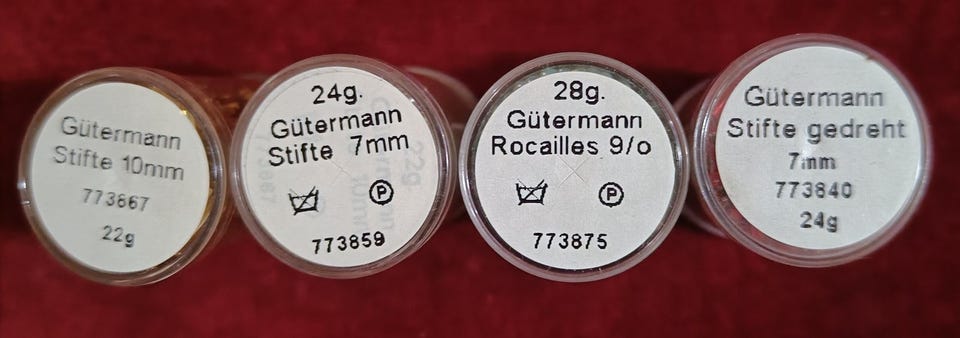 Gütermann
Stifte 10mm
773867
22g
24g.
Gütermann
Stifte 7mm
P
773859
28g.
Gütermann
Rocailles 9/o
P
773875
Gütermann
Stifte gedreht
7mm
773840
24g